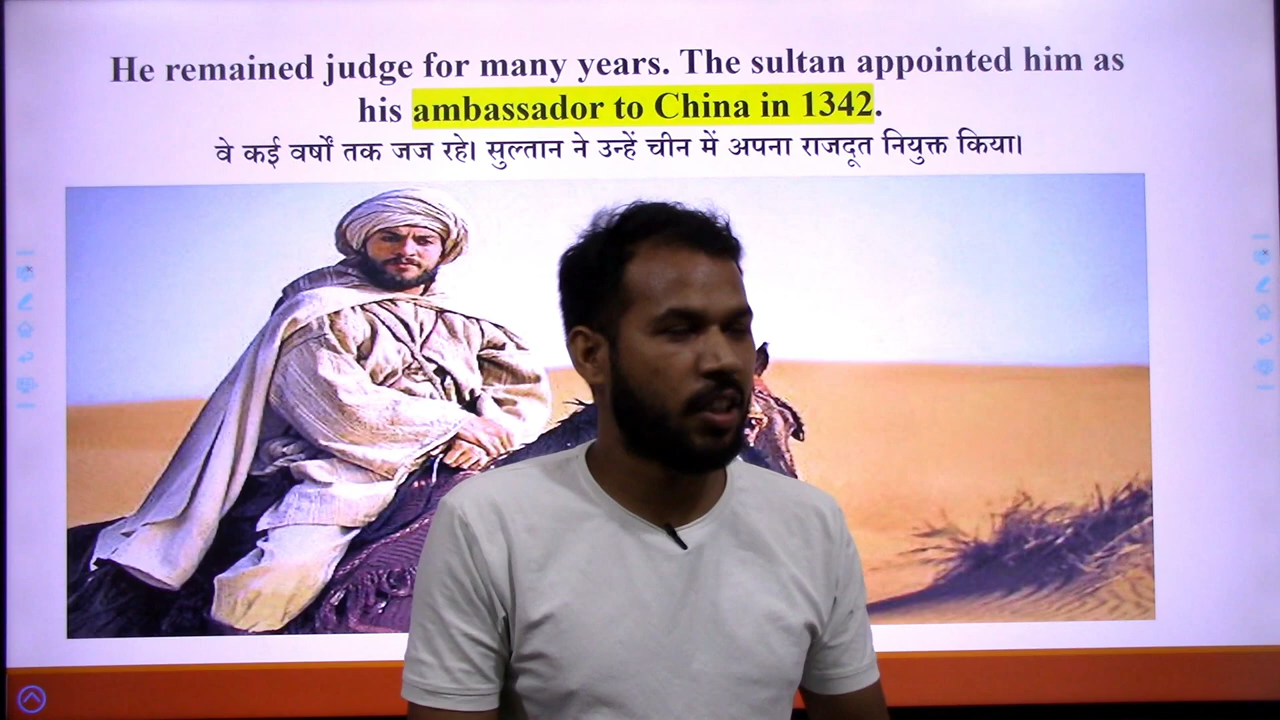 He remained judge for many years. The sultan appointed him as
his ambassador to China in 1342.
वे कई वर्षों तक जज रहे। सुल्तान ने उन्हें चीन में अपना राजदूत नियुक्त किया।